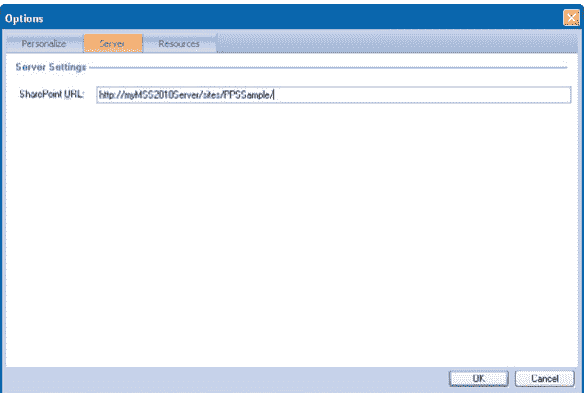 Options
Personalize Server Resources
Server Settings
SharePoint URL: http://myMSS2010Server/sites/PPSSample/
OK Cancel